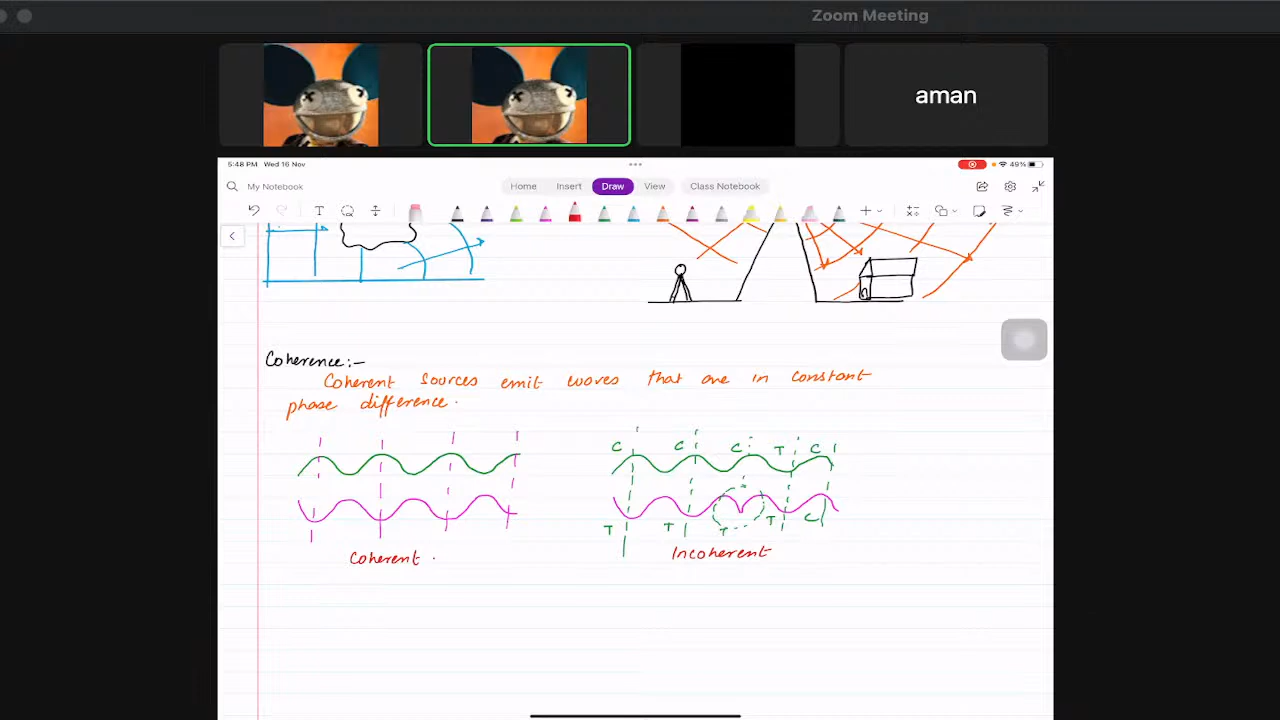 Zoom Meeting
aman
5:48 PM Wed 16 Nov
49%
My Notebook
Home Insert Draw View Class Notebook
Coherence:-
Coherent sources emit waves that are in constant
phase difference.
C C C T C
T T T T C
Coherent
Incoherent